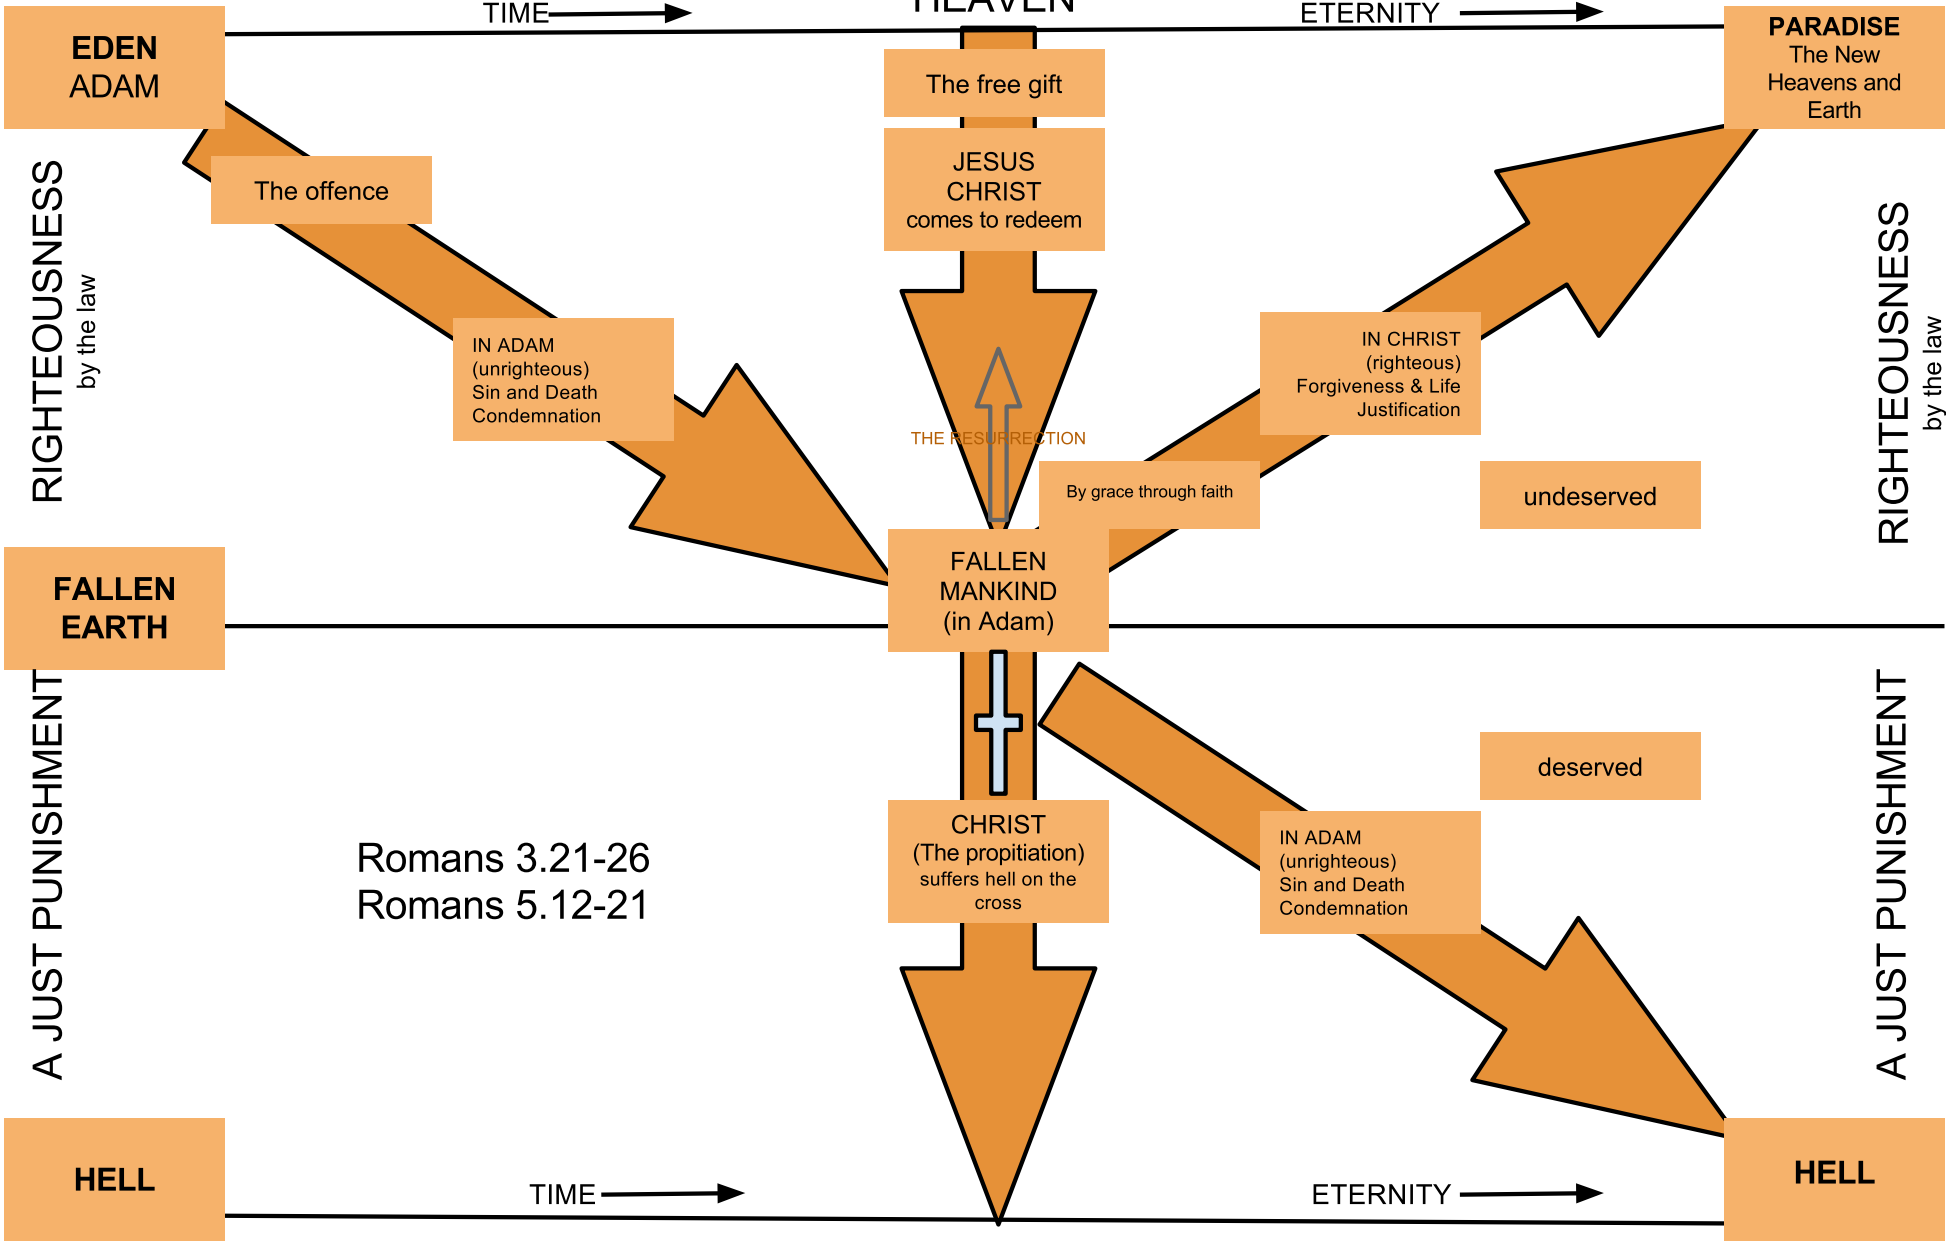 HEAVEN
TIME
ETERNITY
EDEN
ADAM
PARADISE
The New
Heavens and
Earth
The free gift
JESUS
CHRIST
comes to redeem
The offence
RIGHTEOUSNESS
by the law
IN ADAM
(unrighteous)
Sin and Death
Condemnation
IN CHRIST
(righteous)
Forgiveness & Life
Justification
RIGHTEOUSNESS
by the law
THE RESURRECTION
By grace through faith
undeserved
FALLEN
EARTH
FALLEN
MANKIND
(in Adam)
A JUST PUNISHMENT
deserved
A JUST PUNISHMENT
Romans 3.21-26
Romans 5.12-21
CHRIST
(The propitiation)
suffers hell on the
cross
IN ADAM
(unrighteous)
Sin and Death
Condemnation
HELL
TIME
ETERNITY
HELL